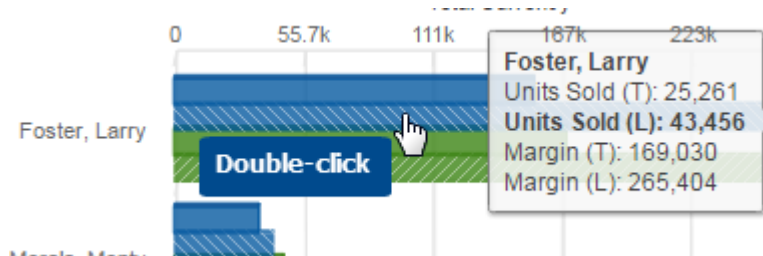 0 55.7k 111k 167k 223k
Foster, Larry
Units Sold (T): 25,261
Units Sold (L): 43,456
Margin (T): 169,030
Margin (L): 265,404
Foster, Larry
Double-click